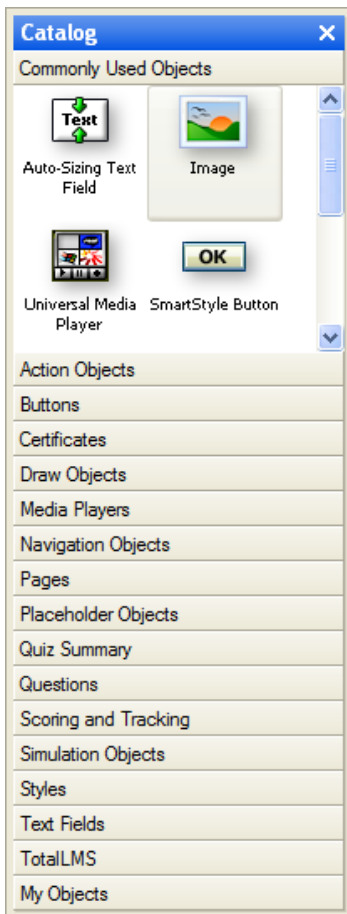 Catalog
Commonly Used Objects
Text
Auto-Sizing Text
Field
Image
Universal Media
Player
OK
SmartStyle Button
Action Objects
Buttons
Certificates
Draw Objects
Media Players
Navigation Objects
Pages
Placeholder Objects
Quiz Summary
Questions
Scoring and Tracking
Simulation Objects
Styles
Text Fields
TotalLMS
My Objects